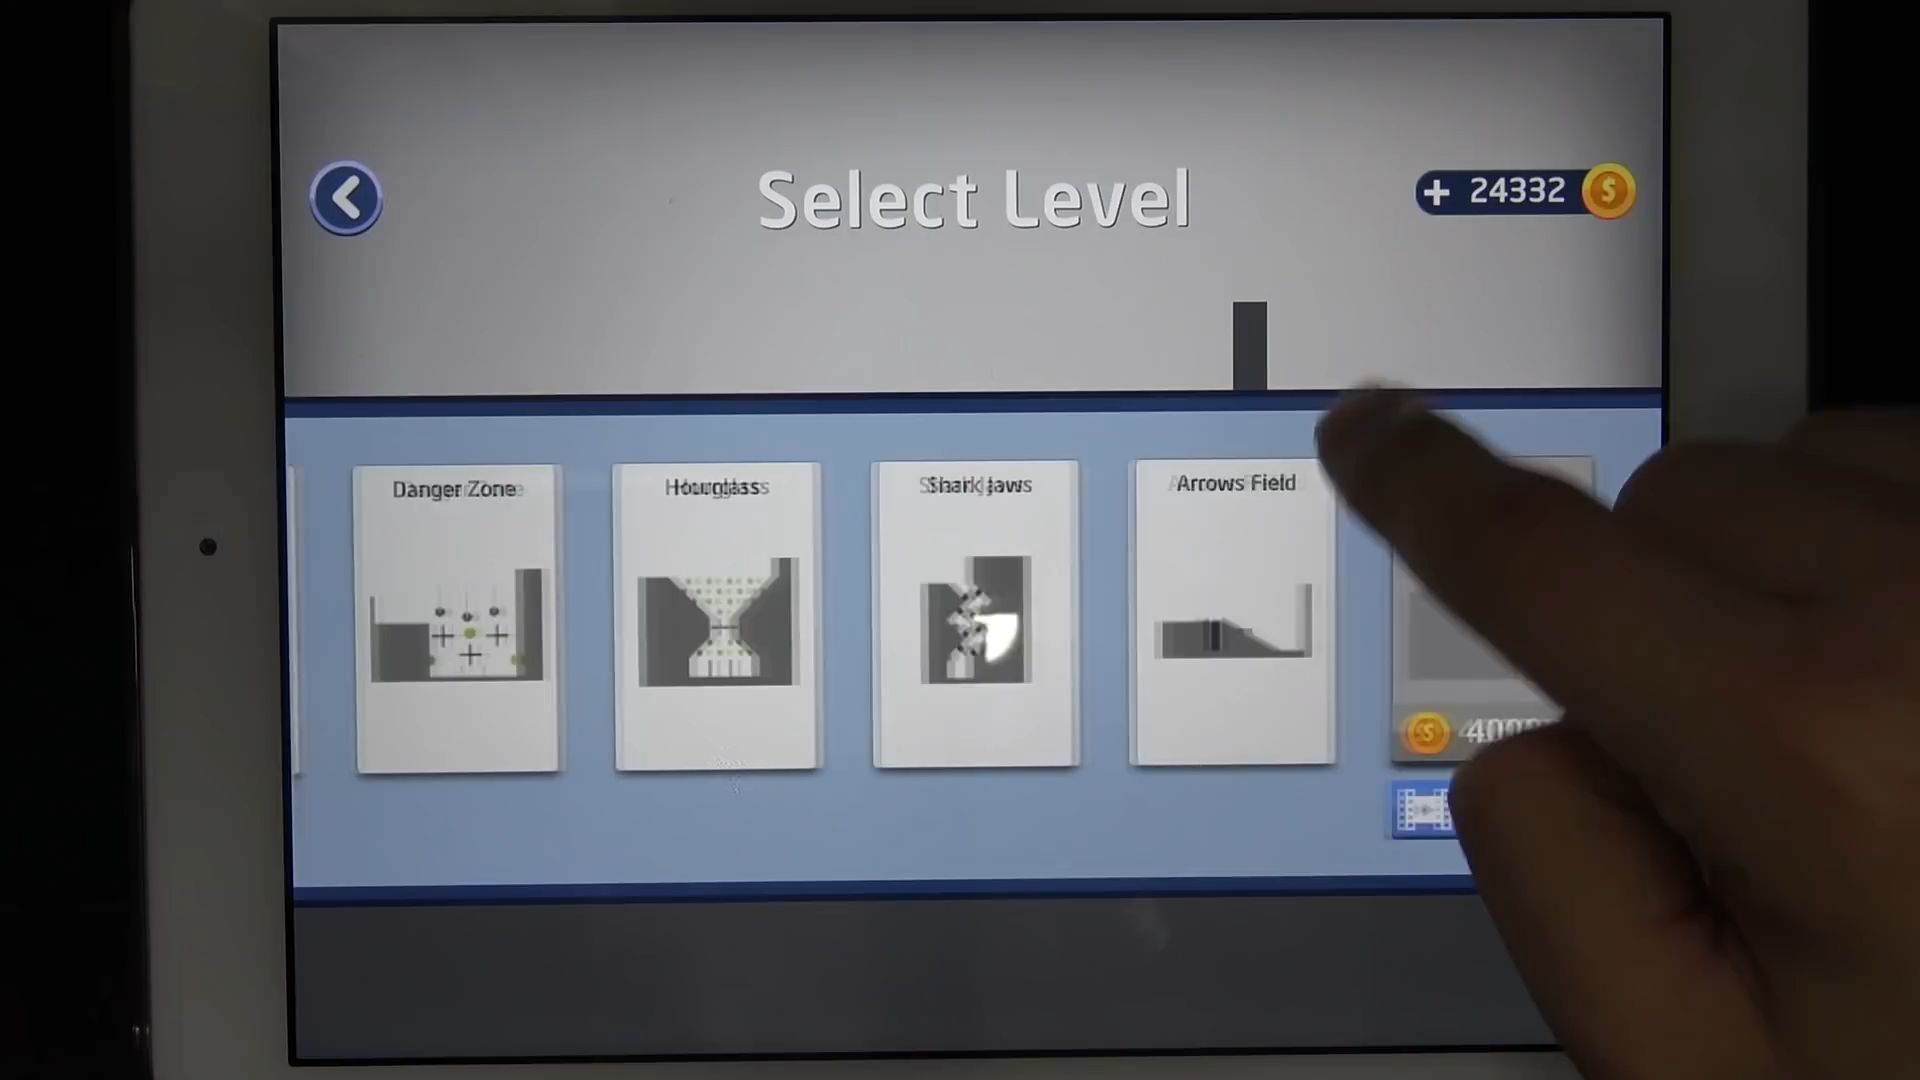 Select Level
24332
Danger Zone
Hourglass
Shark Jaws
Arrows Field